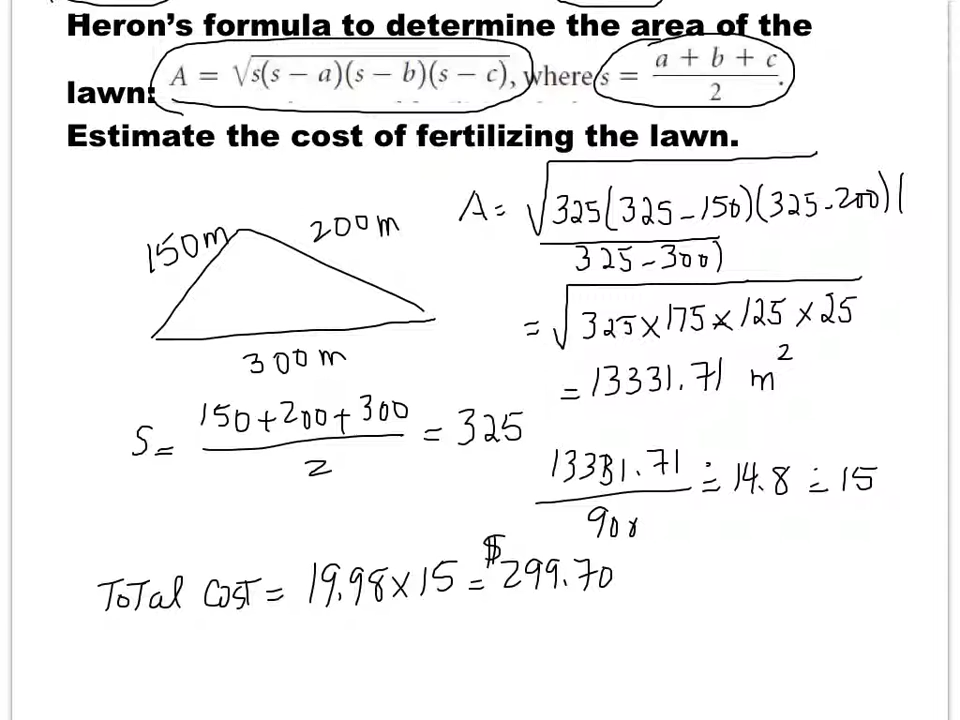 Heron's formula to determine the area of the
lawn: A = √s(s − a)(s − b)(s − c), where s = a + b + c / 2 .
Estimate the cost of fertilizing the lawn.
A = √325(325-150)(325-200)(
325-300)
150m
200m
300m
= √325×175×125×25
= 13331.71 m²
S = 150+200+300 / 2 = 325
13331.71 / 900 ≐ 14.8 ≐ 15
Total cost = 19.98×15 = $299.70